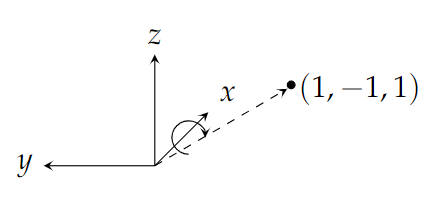 z
x
(1, −1, 1)
y